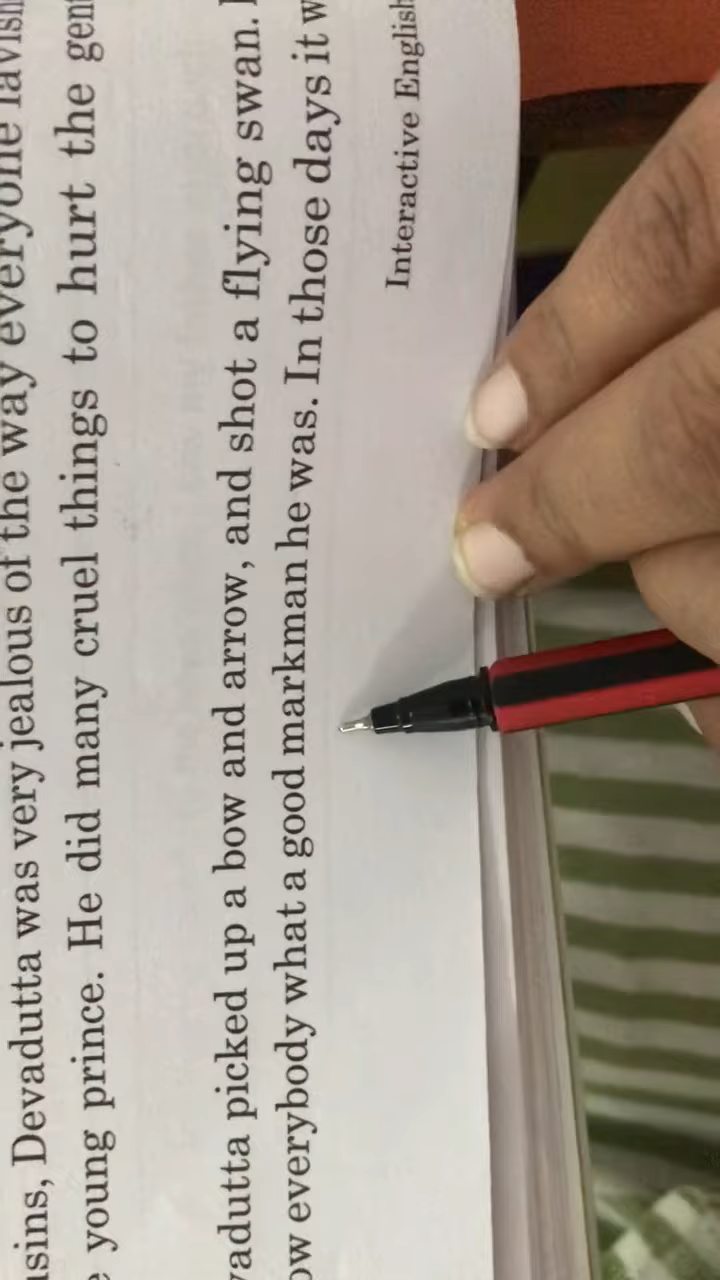 Devadutta was very jealous of the way everyone
young prince. He did many cruel things to hurt the
picked up a bow and arrow, and shot a flying swan.
everybody what a good markman he was. In those days it
Interactive English